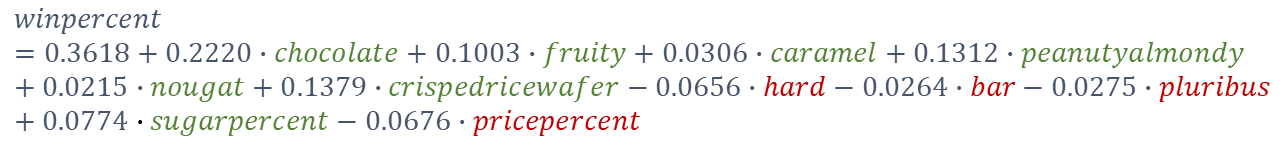 winpercent
= 0.3618 + 0.2220 · chocolate + 0.1003 · fruity + 0.0306 · caramel + 0.1312 · peanutyalmondy
+ 0.0215 · nougat + 0.1379 · crispedricewafer − 0.0656 · hard − 0.0264 · bar − 0.0275 · pluribus
+ 0.0774 · sugarpercent − 0.0676 · pricepercent